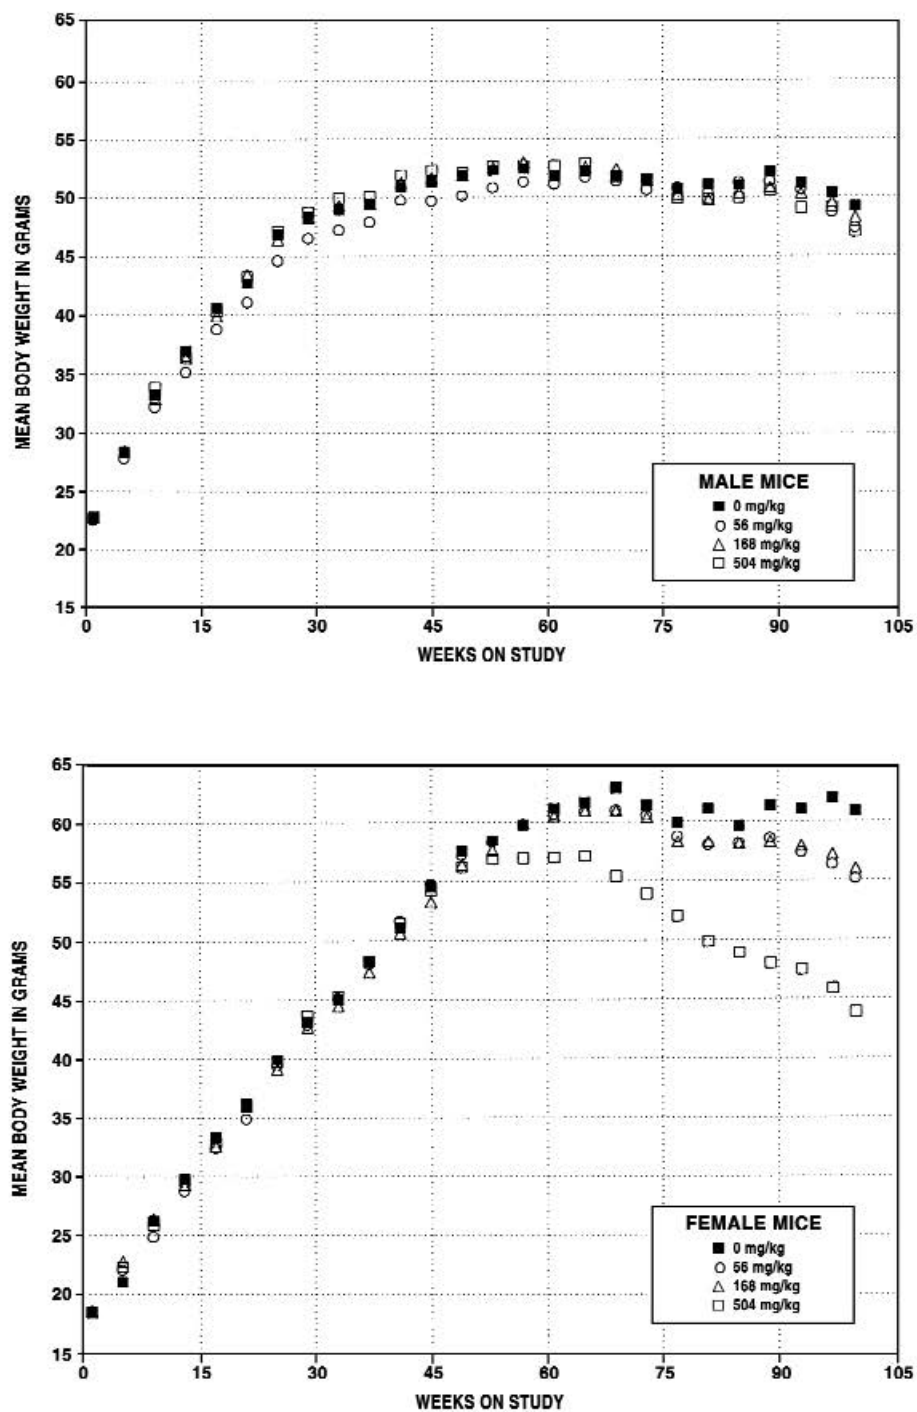 65
60
55
50
45
40
35
30
25
20
15
MEAN BODY WEIGHT IN GRAMS
MALE MICE
0 mg/kg
56 mg/kg
168 mg/kg
504 mg/kg
0 15 30 45 60 75 90 105
WEEKS ON STUDY
65
60
55
50
45
40
35
30
25
20
15
MEAN BODY WEIGHT IN GRAMS
FEMALE MICE
0 mg/kg
56 mg/kg
168 mg/kg
504 mg/kg
0 15 30 45 60 75 90 105
WEEKS ON STUDY